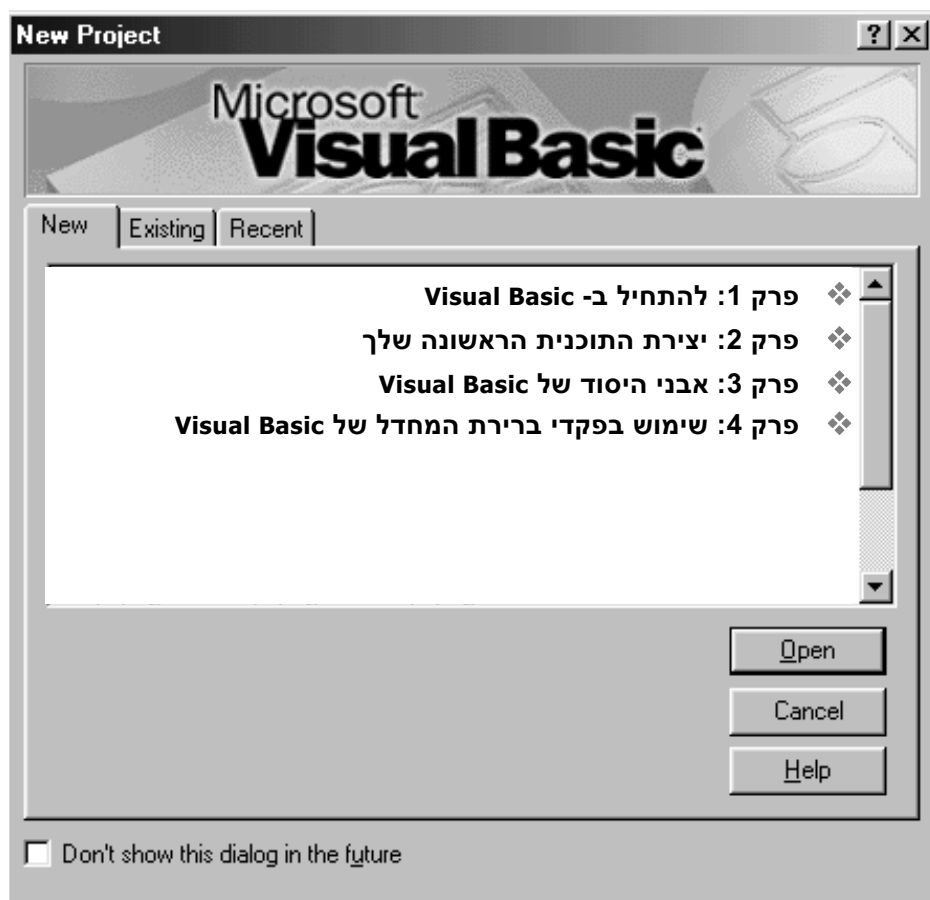 New Project
Microsoft
Visual Basic
New Existing Recent
פרק 1: להתחיל ב- Visual Basic
פרק 2: יצירת התוכנית הראשונה שלך
פרק 3: אבני היסוד של Visual Basic
פרק 4: שימוש בפקדי ברירת המחדל של Visual Basic
Open
Cancel
Help
Don't show this dialog in the future